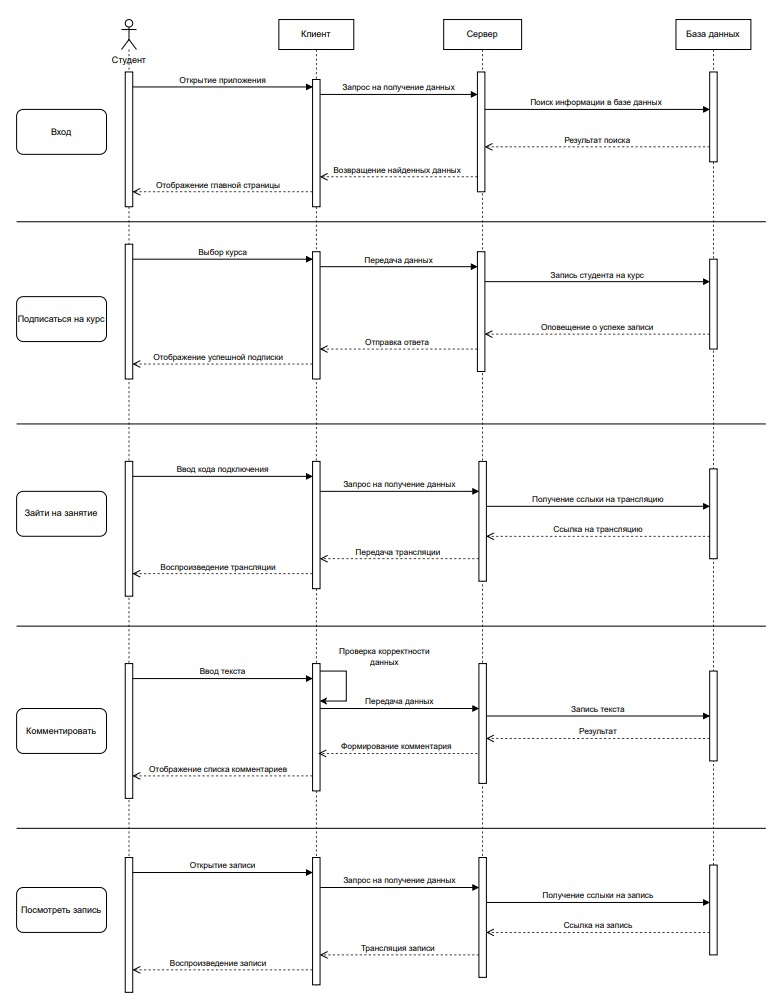 Студент
Клиент
Сервер
База данных
Открытие приложения
Запрос на получение данных
Поиск информации в базе данных
Вход
Результат поиска
Возвращение найденных данных
Отображение главной страницы
Выбор курса
Передача данных
Запись студента на курс
Подписаться на курс
Оповещение о успехе записи
Отправка ответа
Отображение успешной подписки
Ввод кода подключения
Запрос на получение данных
Получение сслыки на трансляцию
Зайти на занятие
Ссылка на трансляцию
Передача трансляции
Воспроизведение трансляции
Проверка корректности
данных
Ввод текста
Передача данных
Запись текста
Комментировать
Результат
Формирование комментария
Отображение списка комментариев
Открытие записи
Запрос на получение данных
Получение сслыки на запись
Посмотреть запись
Ссылка на запись
Трансляция записи
Воспроизведение записи